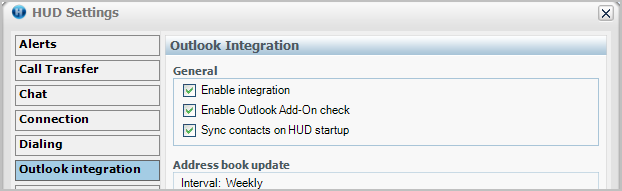 HUD Settings
Alerts
Call Transfer
Chat
Connection
Dialing
Outlook integration
Outlook Integration
General
Enable integration
Enable Outlook Add-On check
Sync contacts on HUD startup
Address book update
Interval: Weekly